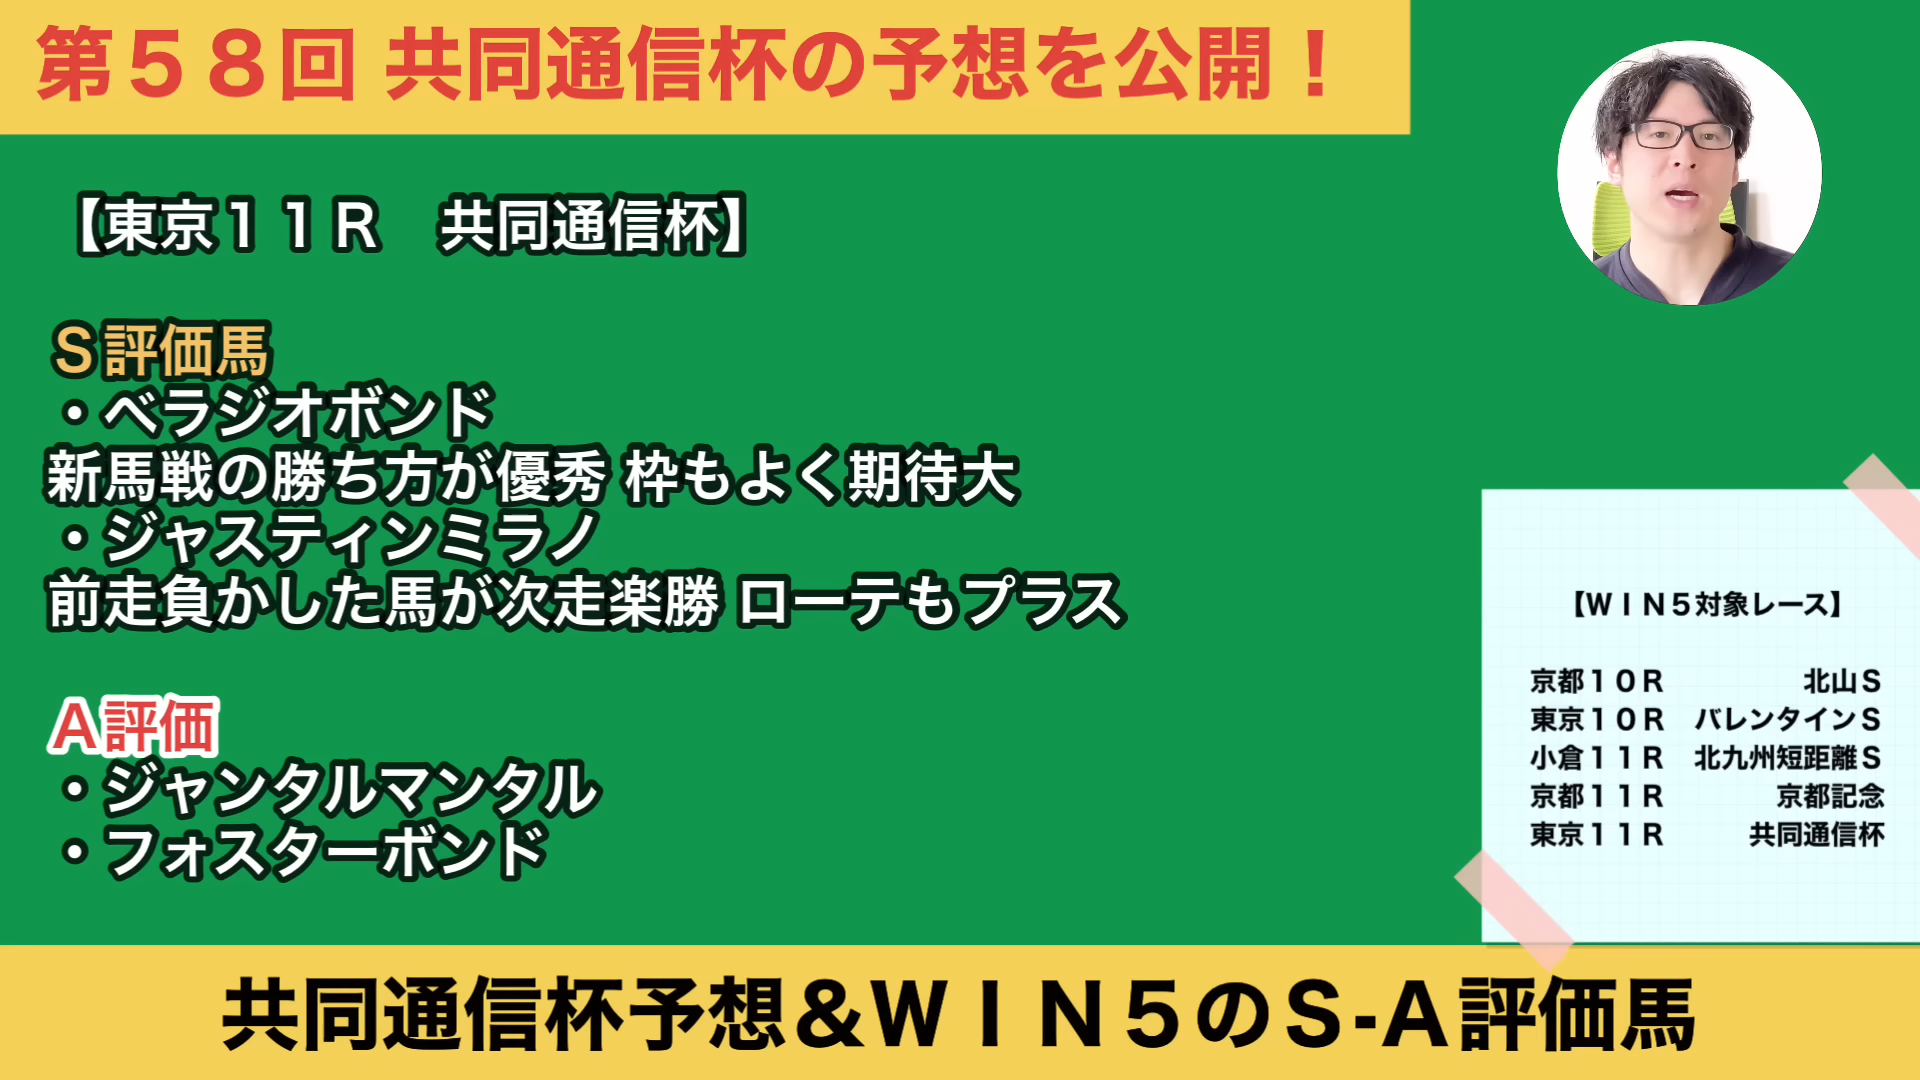 第５８回 共同通信杯の予想を公開！
【東京１１Ｒ　共同通信杯】
Ｓ評価馬
・ベラジオボンド
新馬戦の勝ち方が優秀 枠もよく期待大
・ジャスティンミラノ
前走負かした馬が次走楽勝 ローテもプラス
Ａ評価
・ジャンタルマンタル
・フォスターボンド
【ＷＩＮ５対象レース】
京都１０Ｒ　北山Ｓ
東京１０Ｒ　バレンタインＳ
小倉１１Ｒ　北九州短距離Ｓ
京都１１Ｒ　京都記念
東京１１Ｒ　共同通信杯
共同通信杯予想&ＷＩＮ５のＳ-Ａ評価馬